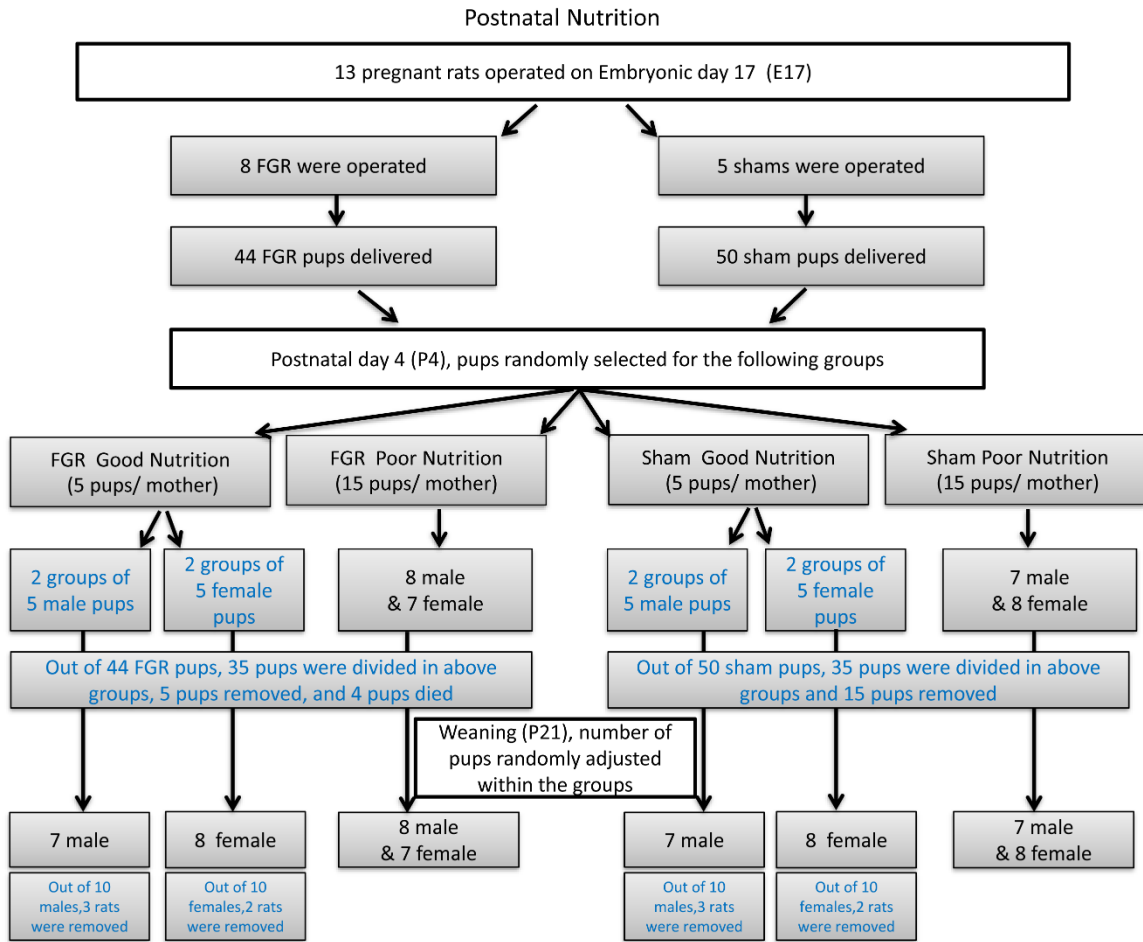 Postnatal Nutrition
13 pregnant rats operated on Embryonic day 17  (E17)
8 FGR were operated
5 shams were operated
44 FGR pups delivered
50 sham pups delivered
Postnatal day 4 (P4), pups randomly selected for the following groups
FGR  Good Nutrition
(5 pups/ mother)
FGR  Poor Nutrition
(15 pups/ mother)
Sham  Good Nutrition
(5 pups/ mother)
Sham Poor Nutrition
(15 pups/ mother)
2 groups of
5 male pups
2 groups of
5 female
pups
8 male
& 7 female
2 groups of
5 male pups
2 groups of
5 female
pups
7 male
& 8 female
Out of 44 FGR pups, 35 pups were divided in above
groups, 5 pups removed, and 4 pups died
Out of 50 sham pups, 35 pups were divided in above
groups and 15 pups removed
Weaning (P21), number of
pups randomly adjusted
within the groups
7 male
8  female
8 male
& 7 female
7 male
8  female
7 male
& 8 female
Out of 10
males,3 rats
were removed
Out of 10
females,2 rats
were removed
Out of 10
males,3 rats
were removed
Out of 10
females,2 rats
were removed